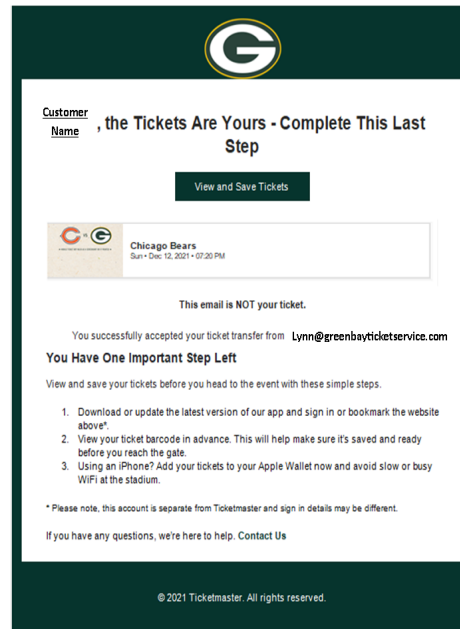 G
Customer
Name
, the Tickets Are Yours - Complete This Last
Step
View and Save Tickets
C vs G
Chicago Bears
Sun • Dec 12, 2021 • 07:20 PM
This email is NOT your ticket.
You successfully accepted your ticket transfer from Lynn@greenbayticketservice.com
You Have One Important Step Left
View and save your tickets before you head to the event with these simple steps.
1. Download or update the latest version of our app and sign in or bookmark the website
above*.
2. View your ticket barcode in advance. This will help make sure it's saved and ready
before you reach the gate.
3. Using an iPhone? Add your tickets to your Apple Wallet now and avoid slow or busy
WiFi at the stadium.
* Please note, this account is separate from Ticketmaster and sign in details may be different.
If you have any questions, we're here to help. Contact Us
© 2021 Ticketmaster. All rights reserved.